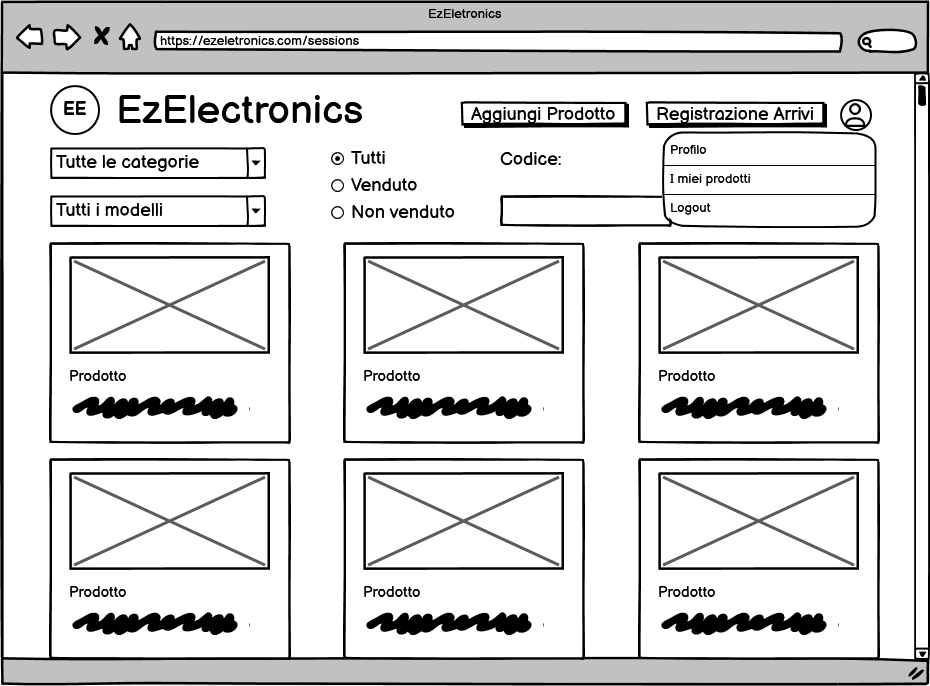 EzEletronics
https://ezeletronics.com/sessions
EE
EzElectronics
Aggiungi Prodotto
Registrazione Arrivi
Profilo
I miei prodotti
Logout
Tutte le categorie
Tutti i modelli
Tutti
Venduto
Non venduto
Codice:
Prodotto
Prodotto
Prodotto
Prodotto
Prodotto
Prodotto